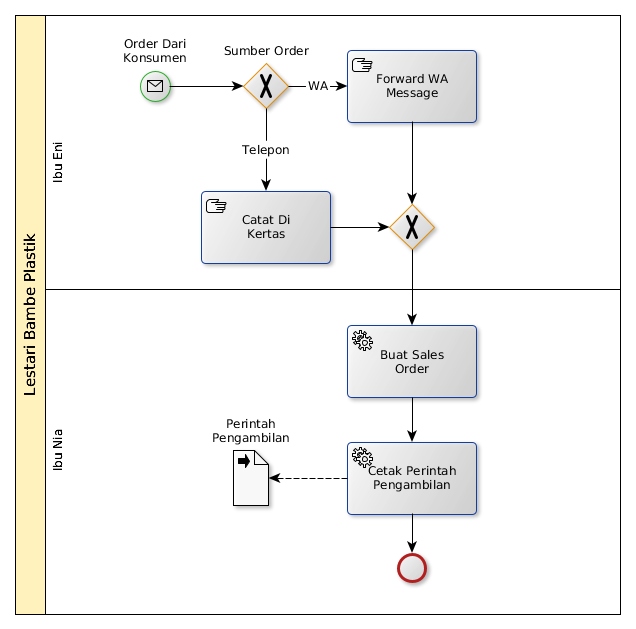 Lestari Bambe Plastik
Ibu Eni
Order Dari
Konsumen
Sumber Order
WA
Forward WA
Message
Telepon
Catat Di
Kertas
Ibu Nia
Buat Sales
Order
Perintah
Pengambilan
Cetak Perintah
Pengambilan